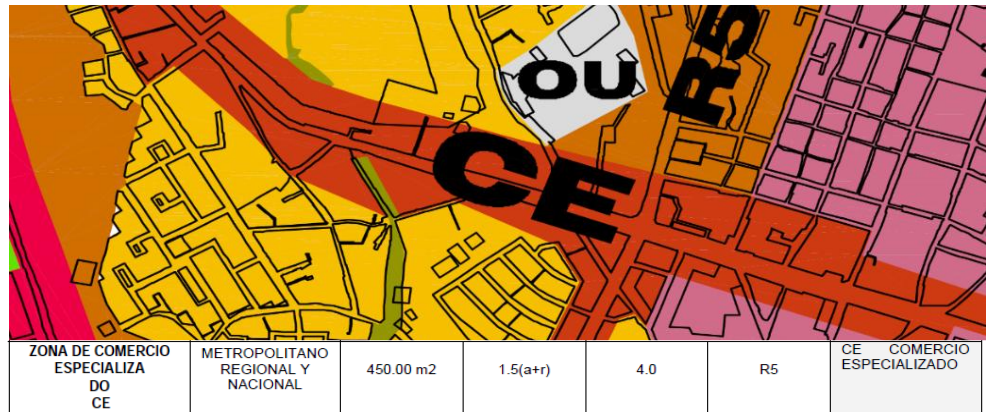 OU
R5
CE
ZONA DE COMERCIO
ESPECIALIZA
DO
CE
METROPOLITANO
REGIONAL Y
NACIONAL
450.00 m2
1.5(a+r)
4.0
R5
CE COMERCIO
ESPECIALIZADO